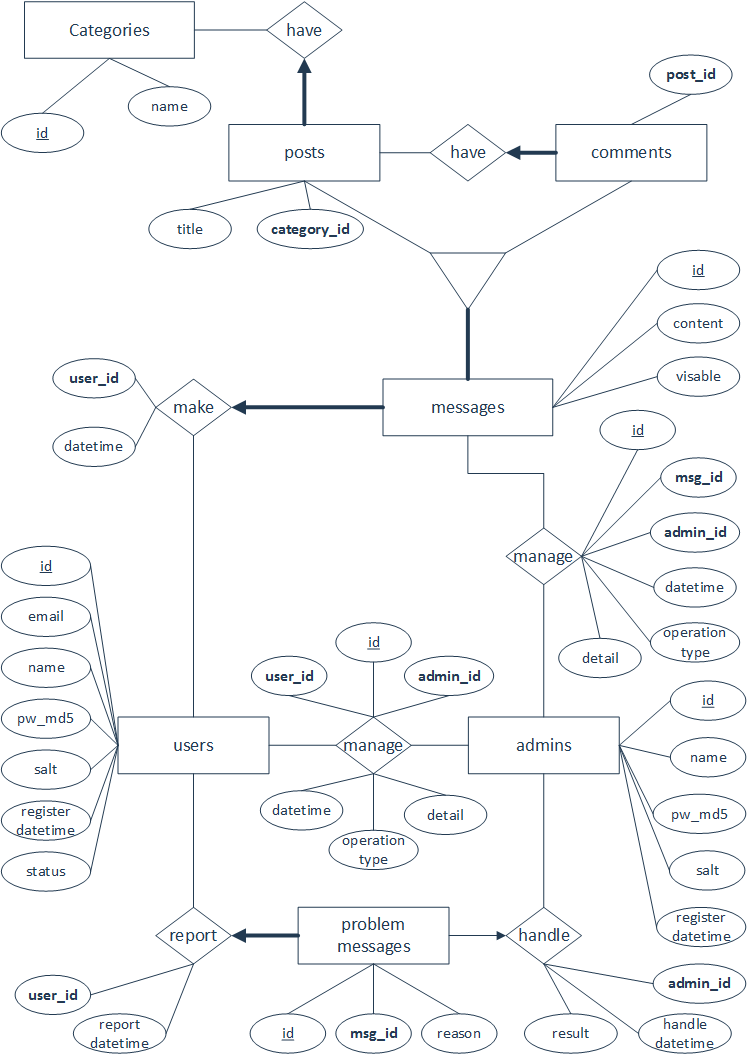 Categories
have
id
name
post_id
posts
have
comments
title
category_id
id
content
visable
user_id
make
messages
datetime
id
msg_id
manage
admin_id
datetime
operation
type
detail
id
email
name
pw_md5
salt
register
datetime
status
users
id
user_id
admin_id
manage
datetime
operation
type
detail
admins
id
name
pw_md5
salt
register
datetime
report
problem
messages
handle
user_id
report
datetime
id
msg_id
reason
result
admin_id
handle
datetime